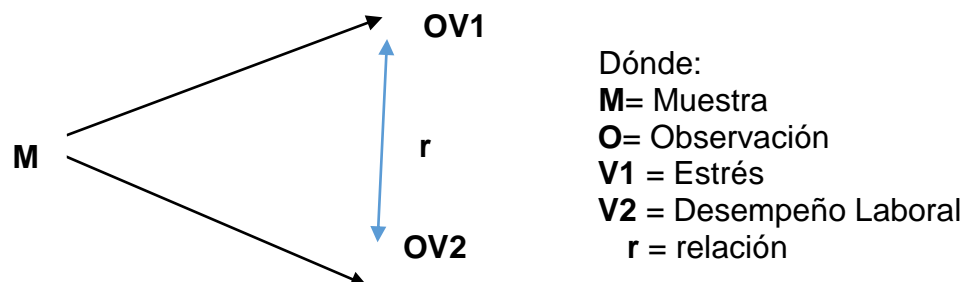 OV1
M
r
OV2
Dónde:
M= Muestra
O= Observación
V1 = Estrés
V2 = Desempeño Laboral
r = relación